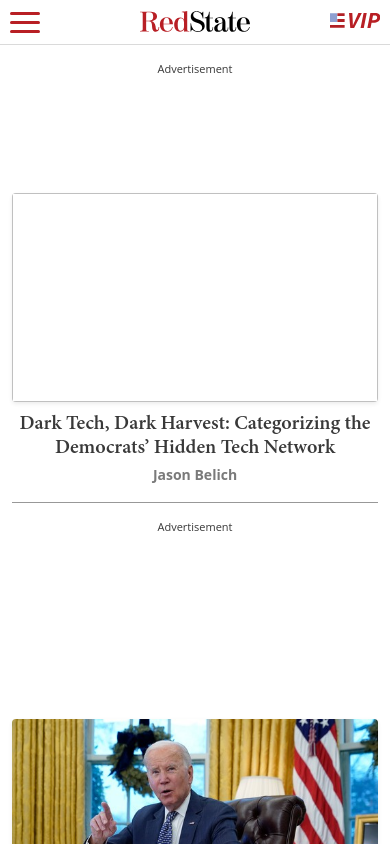 RedState
VIP
Advertisement
Dark Tech, Dark Harvest: Categorizing the
Democrats’ Hidden Tech Network
Jason Belich
Advertisement